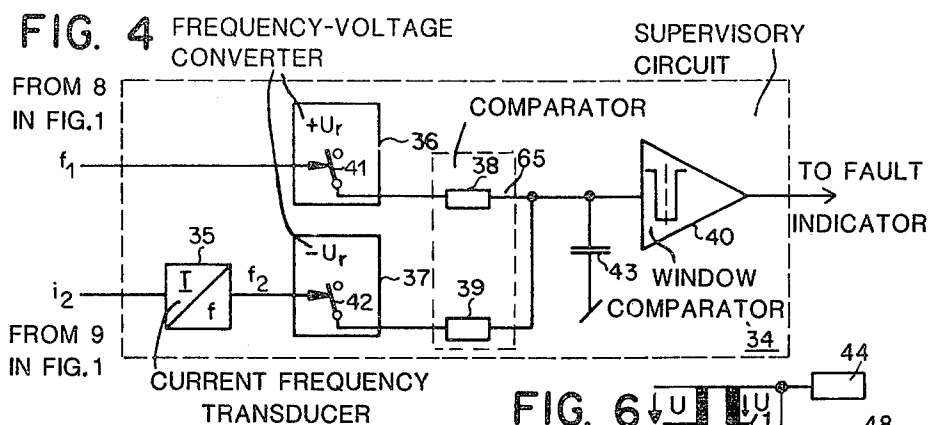 FIG. 4 FREQUENCY-VOLTAGE
CONVERTER
SUPERVISORY
CIRCUIT
FROM 8
IN FIG.1
COMPARATOR
+Ur
36
f1
41
38
65
TO FAULT
INDICATOR
40
35
-Ur
37
43
WINDOW
COMPARATOR
I
f
f2
i2
42
39
34
FROM 9
IN FIG.1
CURRENT FREQUENCY
TRANSDUCER
FIG. 6
U
U
1
44
48